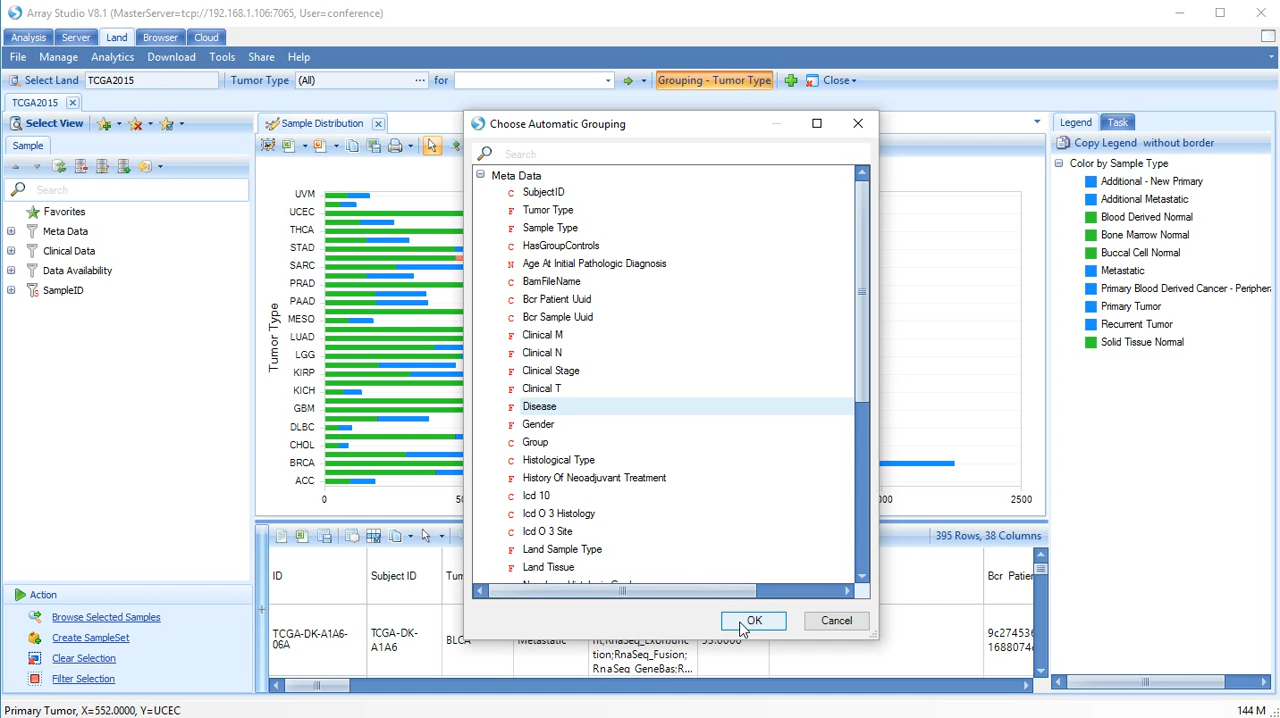 Array Studio V8.1 (MasterServer=tcp://192.168.1.106:7065, User=conference)
Analysis Server Land Browser Cloud
File Manage Analytics Download Tools Share Help
Select Land TCGA2015 Tumor Type (All) ... for Grouping - Tumor Type Close
TCGA2015
Select View
Sample
Search
Favorites
Meta Data
Clinical Data
Data Availability
SampleID
Action
Browse Selected Samples
Create SampleSet
Clear Selection
Filter Selection
Sample Distribution
Tumor Type
UVM
UCEC
THCA
STAD
SARC
PRAD
PAAD
MESO
LUAD
LGG
KIRP
KICH
GBM
DLBC
CHOL
BRCA
ACC
0
2500
Choose Automatic Grouping
Search
Meta Data
C SubjectID
F Tumor Type
F Sample Type
C HasGroupControls
N Age At Initial Pathologic Diagnosis
C BamFileName
C Bcr Patient Uuid
C Bcr Sample Uuid
F Clinical M
F Clinical N
F Clinical Stage
F Clinical T
F Disease
F Gender
C Group
C Histological Type
F History Of Neoadjuvant Treatment
C Icd 10
C Icd O 3 Histology
C Icd O 3 Site
F Land Sample Type
F Land Tissue
OK Cancel
395 Rows, 38 Columns
ID Subject ID Bcr Patien
TCGA-DK-A1A6-
06A
TCGA-DK-
A1A6
BLCA Metastatic
nt;RnaSeq_ExonJunc
tion;RnaSeq_Fusion;
RnaSeq_GeneBas;R...
55.0000
9c274536
1688074e
Legend Task
Copy Legend without border
Color by Sample Type
Additional - New Primary
Additional Metastatic
Blood Derived Normal
Bone Marrow Normal
Buccal Cell Normal
Metastatic
Primary Blood Derived Cancer - Periphera
Primary Tumor
Recurrent Tumor
Solid Tissue Normal
Primary Tumor, X=552.0000, Y=UCEC
144 M